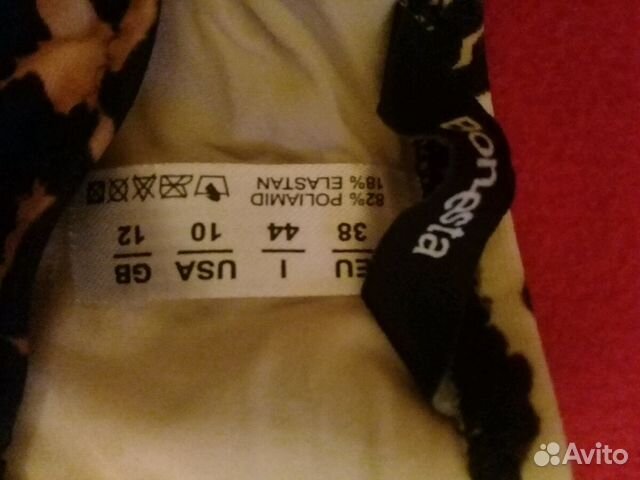 Bonesta
EU I USA GB
38 44 10 12
82% POLIAMID
18% ELASTAN
Avito